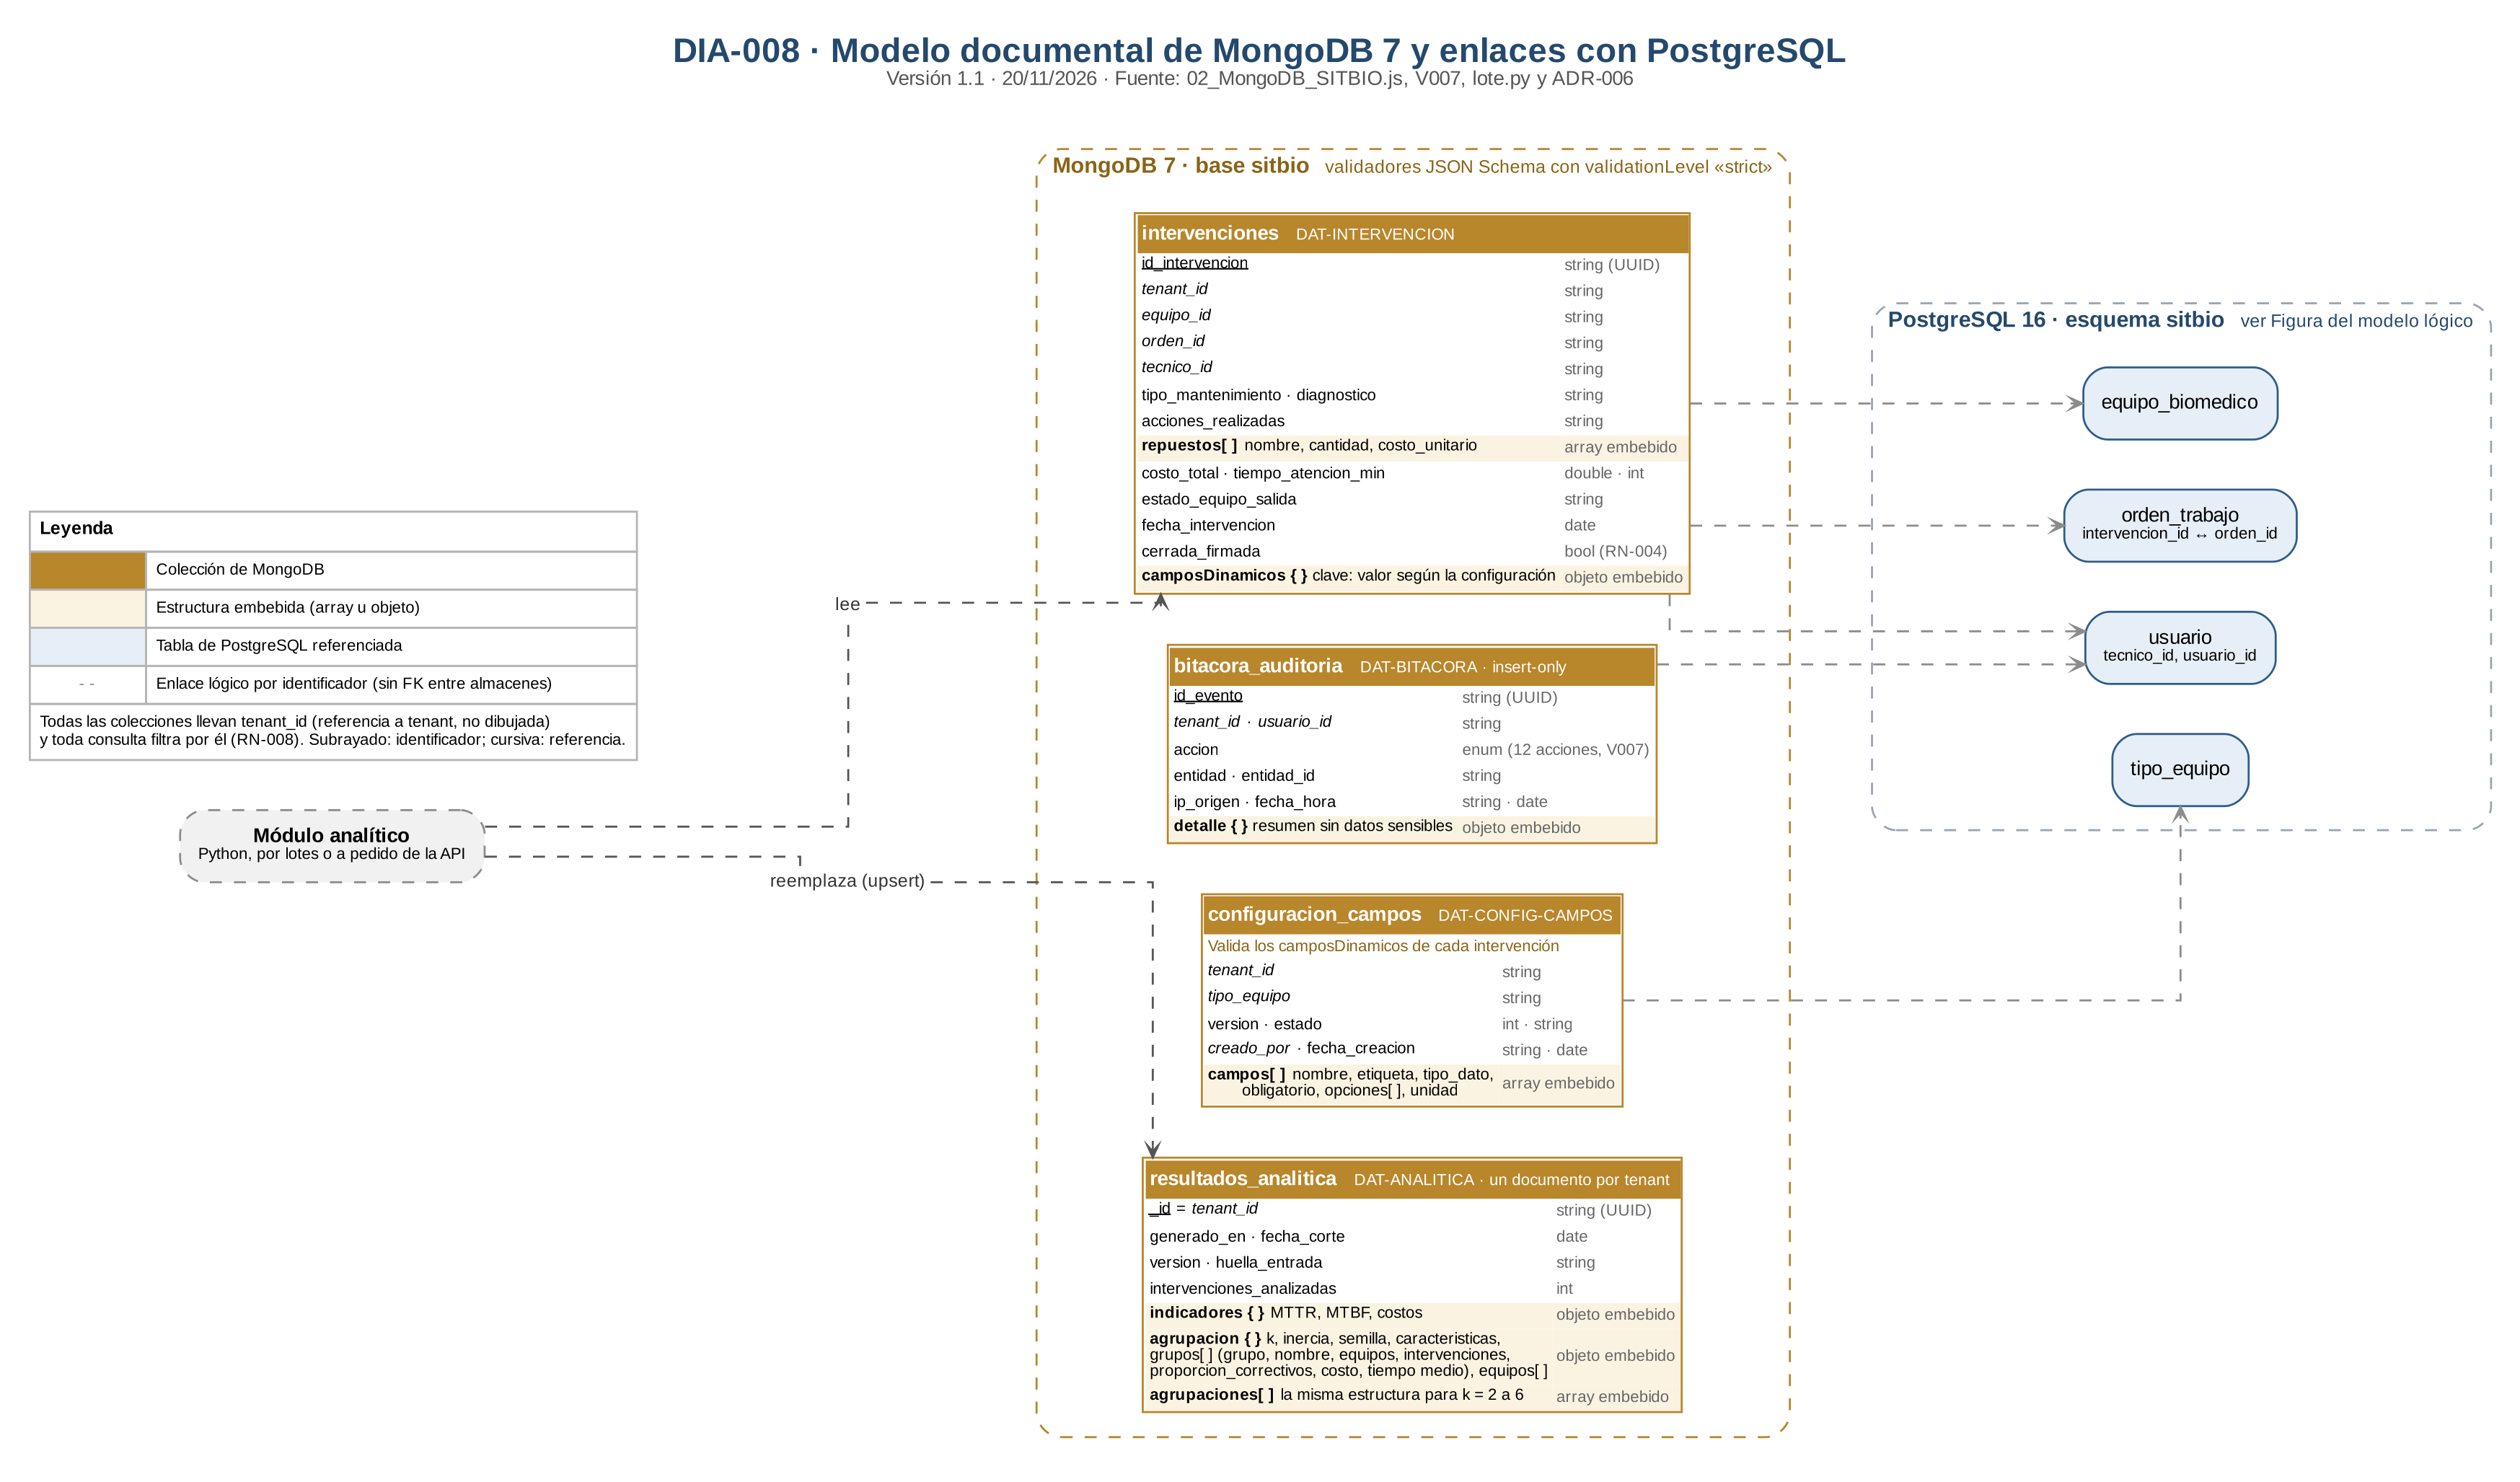 DIA-008 · Modelo documental de MongoDB 7 y enlaces con PostgreSQL
Versión 1.1 · 20/11/2026 · Fuente: 02_MongoDB_SITBIO.js, V007, lote.py y ADR-006
Leyenda
Colección de MongoDB
Estructura embebida (array u objeto)
Tabla de PostgreSQL referenciada
- - Enlace lógico por identificador (sin FK entre almacenes)
Todas las colecciones llevan tenant_id (referencia a tenant, no dibujada)
y toda consulta filtra por él (RN-008). Subrayado: identificador; cursiva: referencia.
Módulo analítico
Python, por lotes o a pedido de la API
lee
reemplaza (upsert)
MongoDB 7 · base sitbio validadores JSON Schema con validationLevel «strict»
intervenciones DAT-INTERVENCION
id_intervencion string (UUID)
tenant_id string
equipo_id string
orden_id string
tecnico_id string
tipo_mantenimiento · diagnostico string
acciones_realizadas string
repuestos[ ] nombre, cantidad, costo_unitario array embebido
costo_total · tiempo_atencion_min double · int
estado_equipo_salida string
fecha_intervencion date
cerrada_firmada bool (RN-004)
camposDinamicos { } clave: valor según la configuración objeto embebido
bitacora_auditoria DAT-BITACORA · insert-only
id_evento string (UUID)
tenant_id · usuario_id string
accion enum (12 acciones, V007)
entidad · entidad_id string
ip_origen · fecha_hora string · date
detalle { } resumen sin datos sensibles objeto embebido
configuracion_campos DAT-CONFIG-CAMPOS
Valida los camposDinamicos de cada intervención
tenant_id string
tipo_equipo string
version · estado int · string
creado_por · fecha_creacion string · date
campos[ ] nombre, etiqueta, tipo_dato,
obligatorio, opciones[ ], unidad array embebido
resultados_analitica DAT-ANALITICA · un documento por tenant
_id = tenant_id string (UUID)
generado_en · fecha_corte date
version · huella_entrada string
intervenciones_analizadas int
indicadores { } MTTR, MTBF, costos objeto embebido
agrupacion { } k, inercia, semilla, caracteristicas,
grupos[ ] (grupo, nombre, equipos, intervenciones, objeto embebido
proporcion_correctivos, costo, tiempo medio), equipos[ ]
agrupaciones[ ] la misma estructura para k = 2 a 6 array embebido
PostgreSQL 16 · esquema sitbio ver Figura del modelo lógico
equipo_biomedico
orden_trabajo
intervencion_id ↔ orden_id
usuario
tecnico_id, usuario_id
tipo_equipo